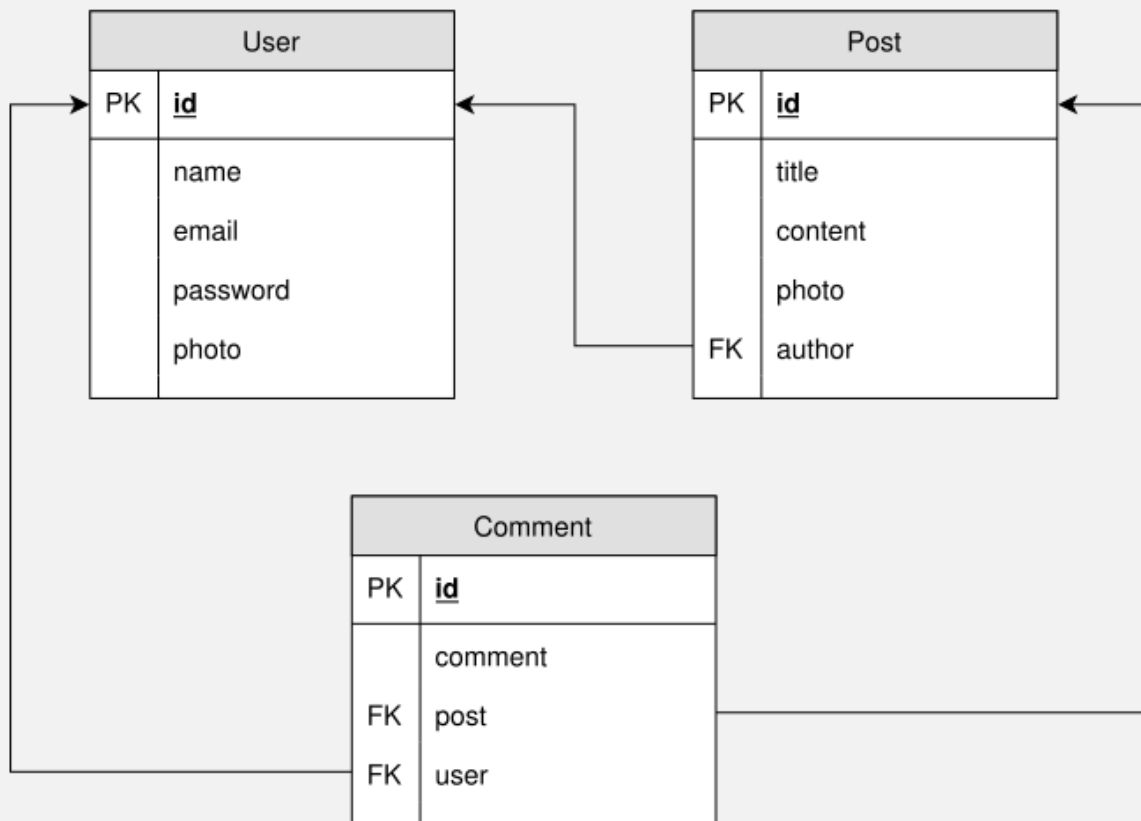 User
PK id
name
email
password
photo
Post
PK id
title
content
photo
FK author
Comment
PK id
comment
FK post
FK user